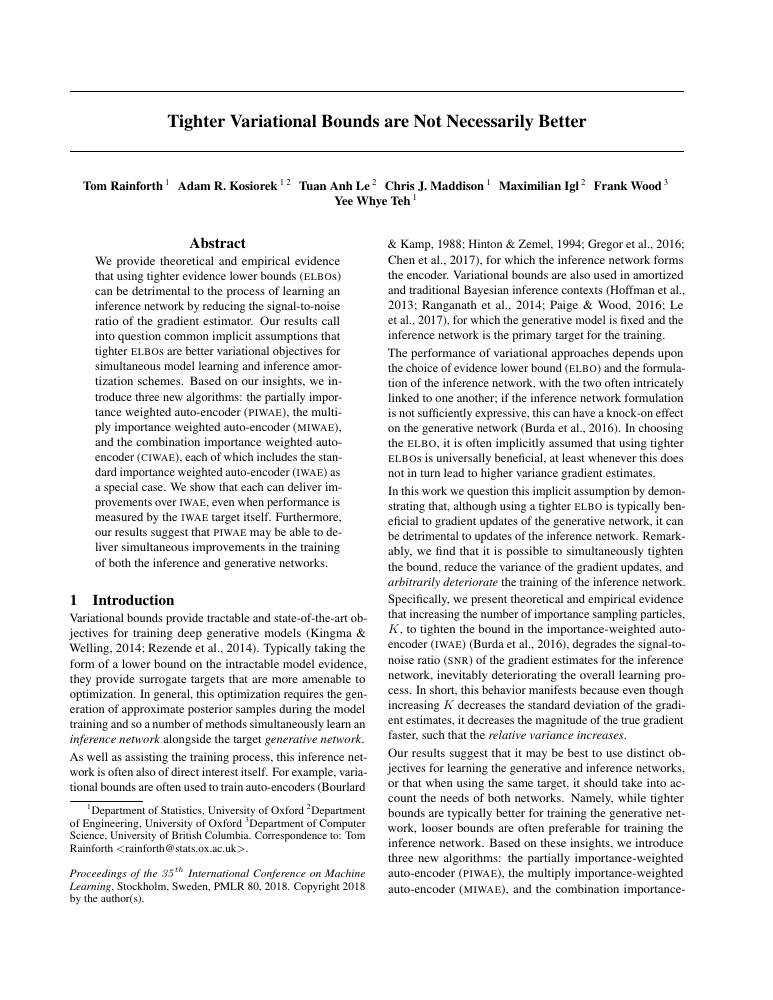 Tighter Variational Bounds are Not Necessarily Better
Tom Rainforth 1 Adam R. Kosiorek 1 2 Tuan Anh Le 2 Chris J. Maddison 1 Maximilian Igl 2 Frank Wood 3
Yee Whye Teh 1
Abstract
We provide theoretical and empirical evidence
that using tighter evidence lower bounds (ELBOs)
can be detrimental to the process of learning an
inference network by reducing the signal-to-noise
ratio of the gradient estimator. Our results call
into question common implicit assumptions that
tighter ELBOs are better variational objectives for
simultaneous model learning and inference amor-
tization schemes. Based on our insights, we in-
troduce three new algorithms: the partially impor-
tance weighted auto-encoder (PIWAE), the multi-
ply importance weighted auto-encoder (MIWAE),
and the combination importance weighted auto-
encoder (CIWAE), each of which includes the stan-
dard importance weighted auto-encoder (IWAE) as
a special case. We show that each can deliver im-
provements over IWAE, even when performance is
measured by the IWAE target itself. Furthermore,
our results suggest that PIWAE may be able to de-
liver simultaneous improvements in the training
of both the inference and generative networks.
1 Introduction
Variational bounds provide tractable and state-of-the-art ob-
jectives for training deep generative models (Kingma &
Welling, 2014; Rezende et al., 2014). Typically taking the
form of a lower bound on the intractable model evidence,
they provide surrogate targets that are more amenable to
optimization. In general, this optimization requires the gen-
eration of approximate posterior samples during the model
training and so a number of methods simultaneously learn an
inference network alongside the target generative network.
As well as assisting the training process, this inference net-
work is often also of direct interest itself. For example, varia-
tional bounds are often used to train auto-encoders (Bourlard
1Department of Statistics, University of Oxford 2Department
of Engineering, University of Oxford 3Department of Computer
Science, University of British Columbia. Correspondence to: Tom
Rainforth <rainforth@stats.ox.ac.uk>.
Proceedings of the 35th International Conference on Machine
Learning, Stockholm, Sweden, PMLR 80, 2018. Copyright 2018
by the author(s).
& Kamp, 1988; Hinton & Zemel, 1994; Gregor et al., 2016;
Chen et al., 2017), for which the inference network forms
the encoder. Variational bounds are also used in amortized
and traditional Bayesian inference contexts (Hoffman et al.,
2013; Ranganath et al., 2014; Paige & Wood, 2016; Le
et al., 2017), for which the generative model is fixed and the
inference network is the primary target for the training.
The performance of variational approaches depends upon
the choice of evidence lower bound (ELBO) and the formula-
tion of the inference network, with the two often intricately
linked to one another; if the inference network formulation
is not sufficiently expressive, this can have a knock-on effect
on the generative network (Burda et al., 2016). In choosing
the ELBO, it is often implicitly assumed that using tighter
ELBOs is universally beneficial, at least whenever this does
not in turn lead to higher variance gradient estimates.
In this work we question this implicit assumption by demon-
strating that, although using a tighter ELBO is typically ben-
eficial to gradient updates of the generative network, it can
be detrimental to updates of the inference network. Remark-
ably, we find that it is possible to simultaneously tighten
the bound, reduce the variance of the gradient updates, and
arbitrarily deteriorate the training of the inference network.
Specifically, we present theoretical and empirical evidence
that increasing the number of importance sampling particles,
K, to tighten the bound in the importance-weighted auto-
encoder (IWAE) (Burda et al., 2016), degrades the signal-to-
noise ratio (SNR) of the gradient estimates for the inference
network, inevitably deteriorating the overall learning pro-
cess. In short, this behavior manifests because even though
increasing K decreases the standard deviation of the gradi-
ent estimates, it decreases the magnitude of the true gradient
faster, such that the relative variance increases.
Our results suggest that it may be best to use distinct ob-
jectives for learning the generative and inference networks,
or that when using the same target, it should take into ac-
count the needs of both networks. Namely, while tighter
bounds are typically better for training the generative net-
work, looser bounds are often preferable for training the
inference network. Based on these insights, we introduce
three new algorithms: the partially importance-weighted
auto-encoder (PIWAE), the multiply importance-weighted
auto-encoder (MIWAE), and the combination importance-